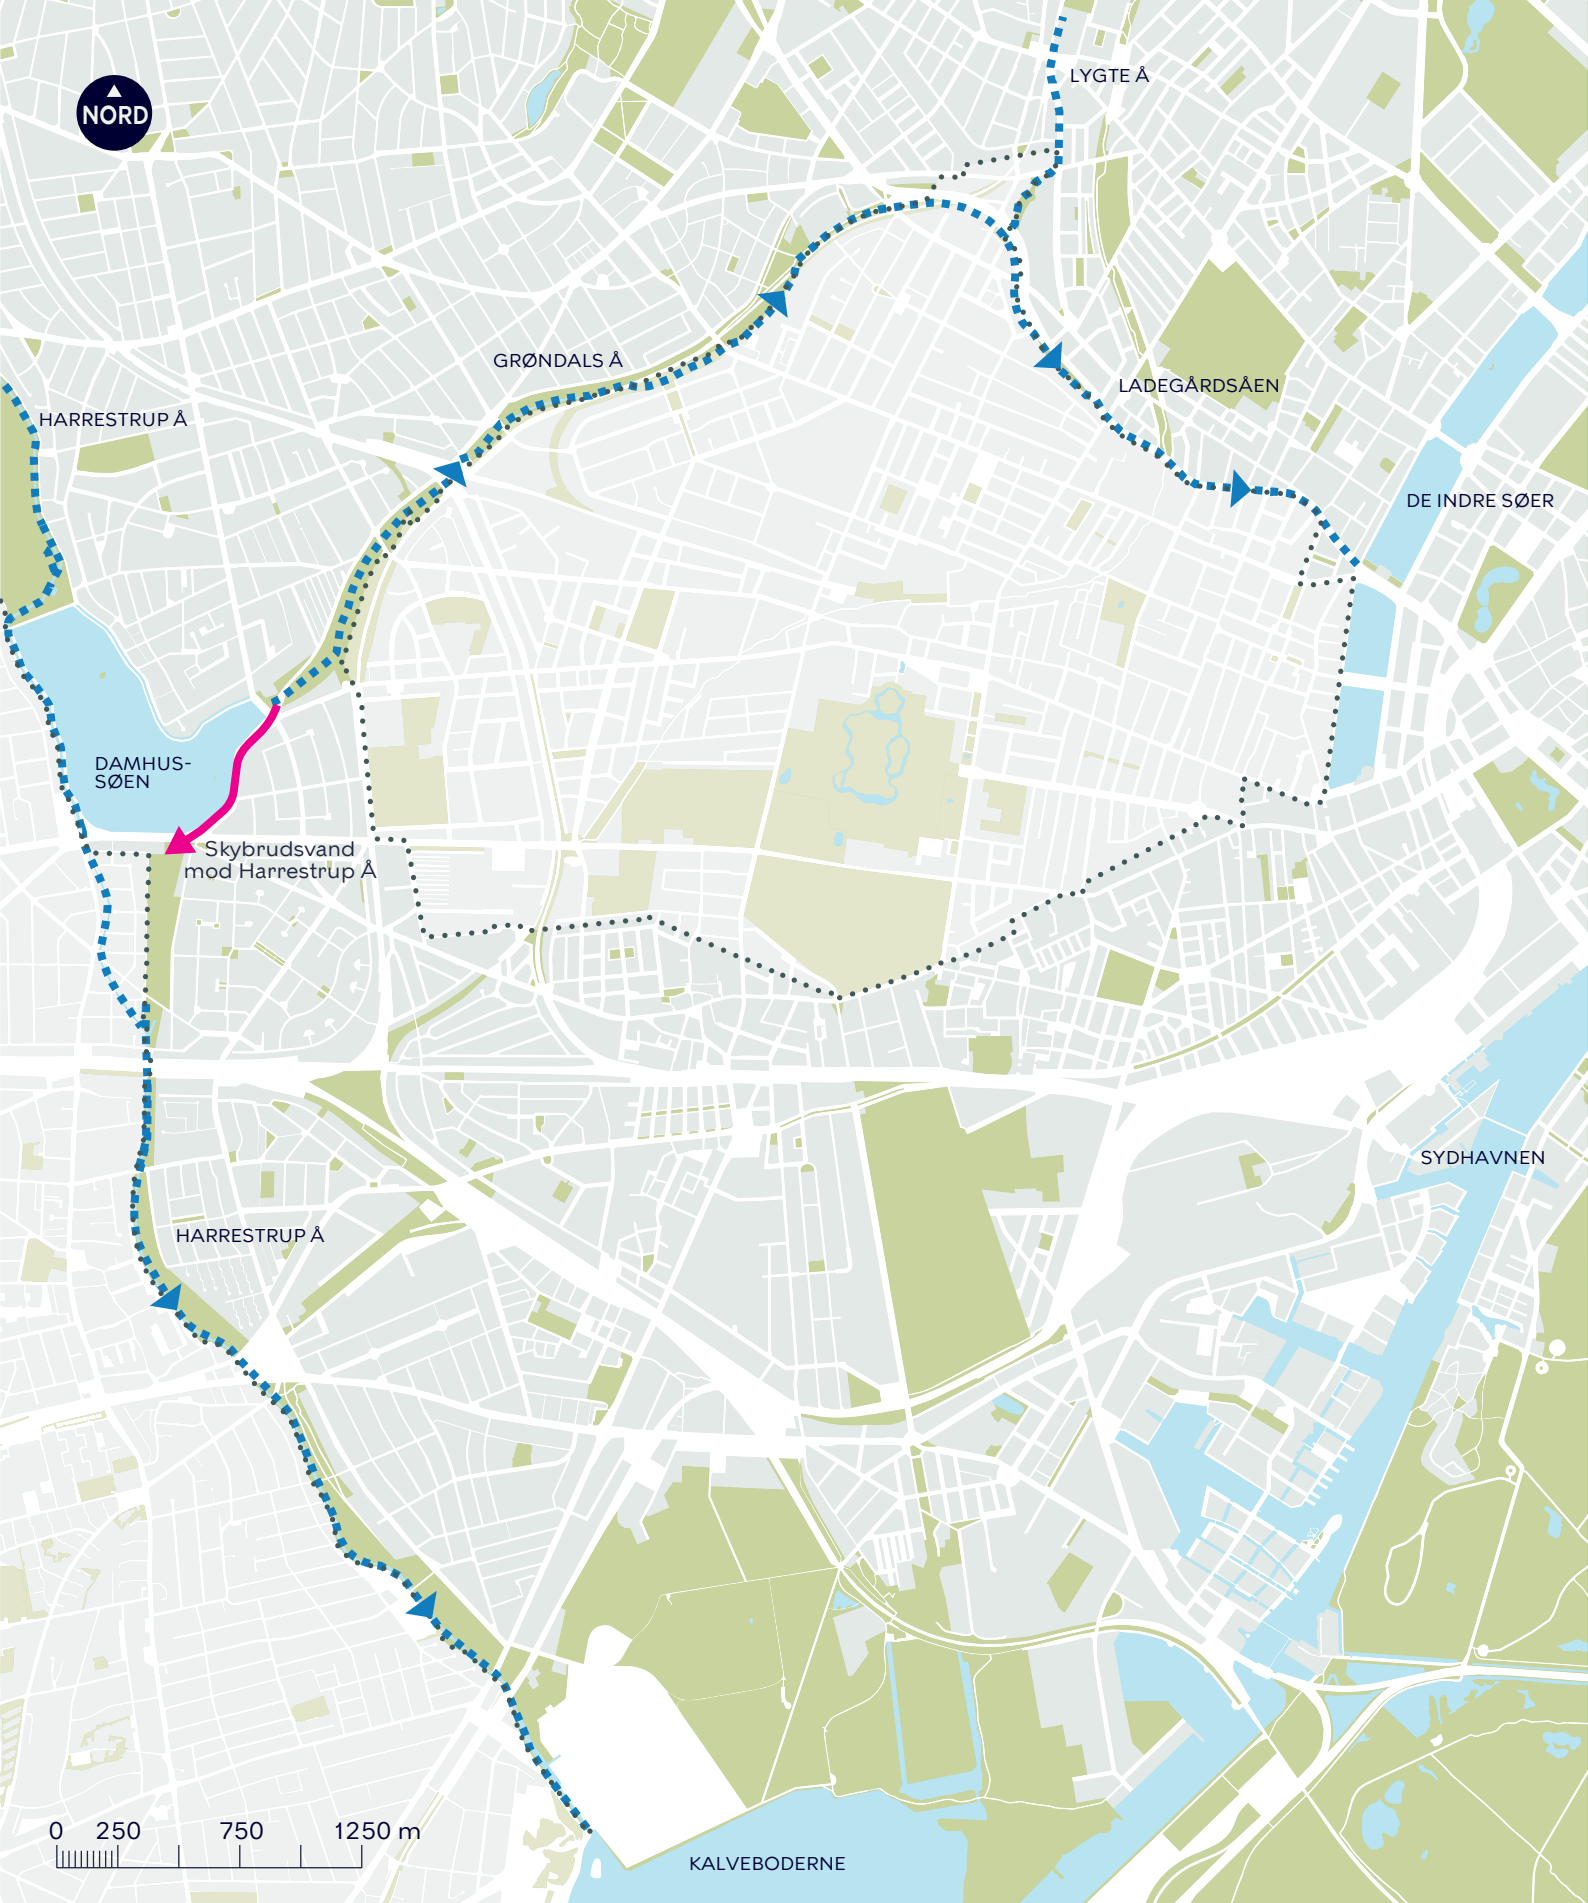 LYGTE Å
NORD
GRØNDALS Å
LADEGÅRDSÅEN
HARRESTRUP Å
DE INDRE SØER
DAMHUS-
SØEN
Skybrudsvand
mod Harrestrup Å
SYDHAVNEN
HARRESTRUP Å
0 250 750 1250 m
KALVEBODERNE